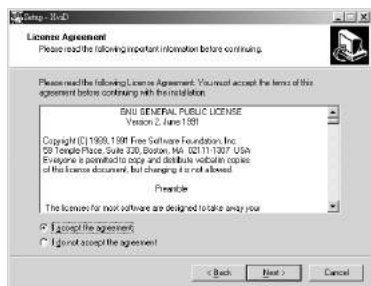 Setup - XviD
License Agreement
Please read the following important information before continuing.
Please read the following License Agreement. You must accept the terms of this
agreement before continuing with the installation.
GNU GENERAL PUBLIC LICENSE
Version 2, June 1991
Copyright (C) 1989, 1991 Free Software Foundation, Inc.
59 Temple Place, Suite 330, Boston, MA 02111-1307 USA
Everyone is permitted to copy and distribute verbatim copies
of this license document, but changing it is not allowed.
Preamble
The licenses for most software are designed to take away your
I accept the agreement
I do not accept the agreement
< Back
Next >
Cancel